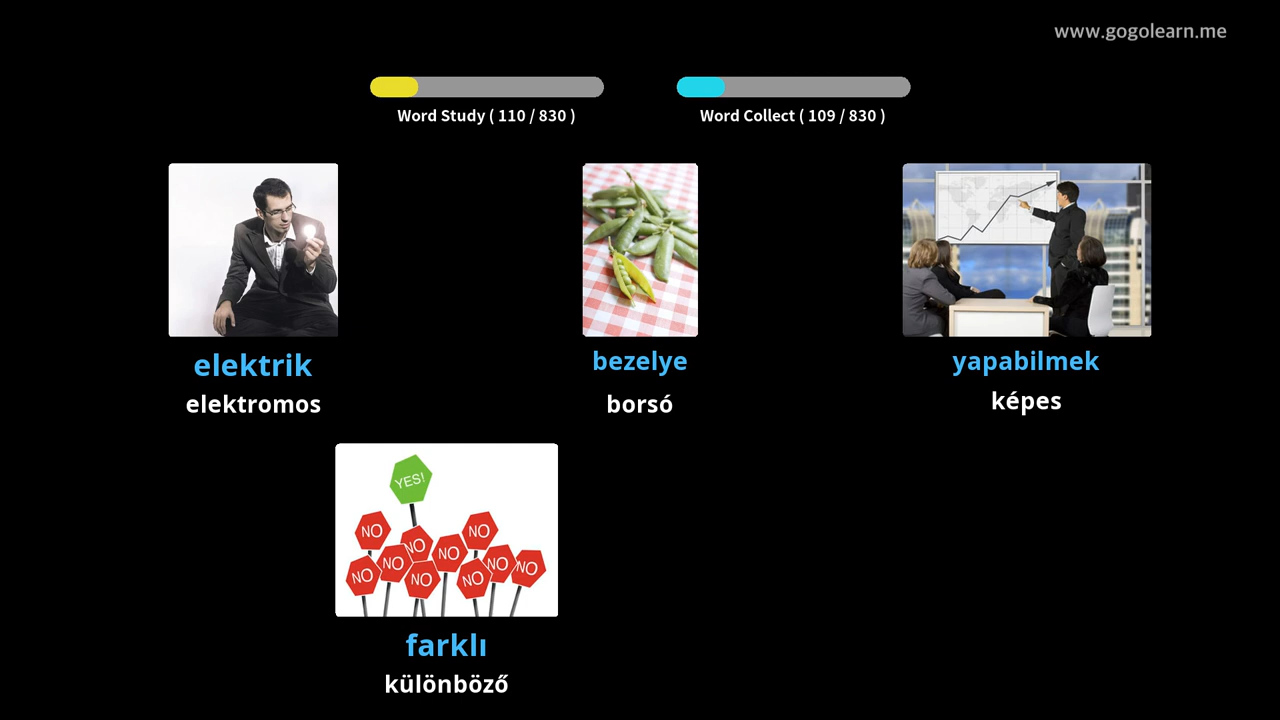 www.gogolearn.me
Word Study ( 110 / 830 )
Word Collect ( 109 / 830 )
elektrik
elektromos
bezelye
borsó
yapabilmek
képes
YES!
NO
NO
NO
NO
NO
NO
NO
NO
NO
NO
farklı
különböző